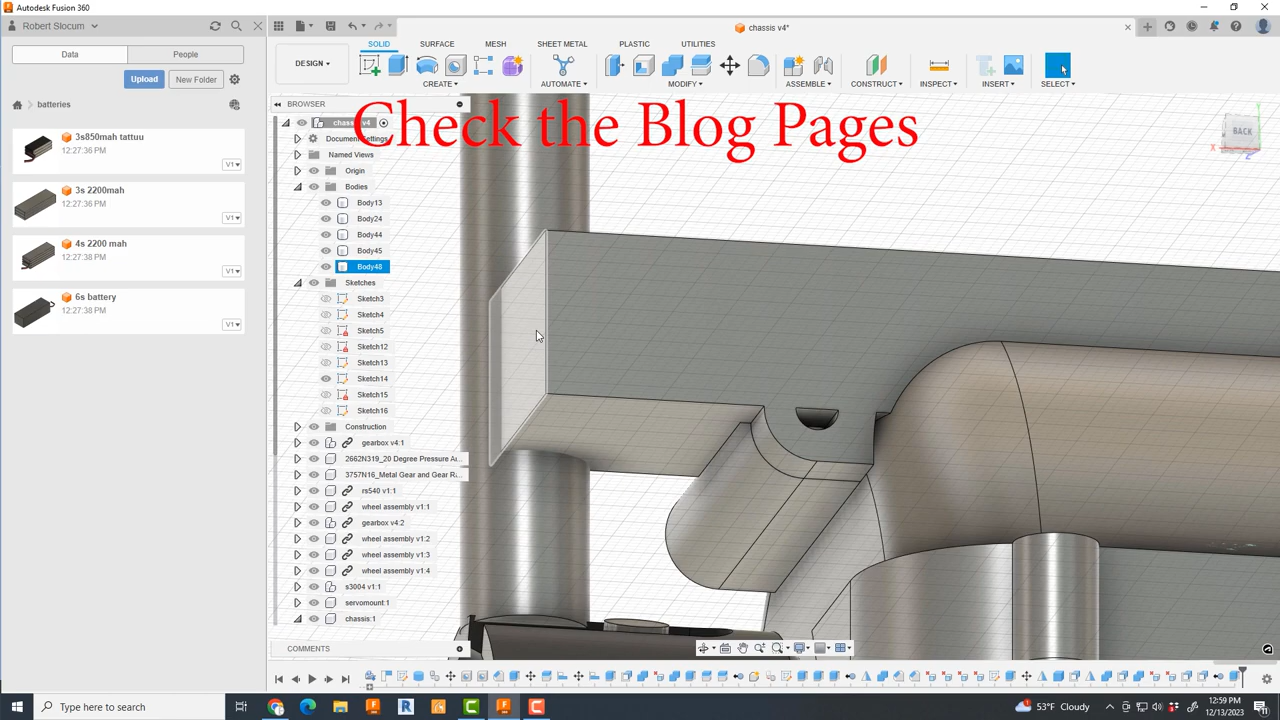 Autodesk Fusion 360
Robert Slocum
chassis v4*
Data
People
Upload
New Folder
batteries
3s850mah tattuu
12:27:36 PM
V1
3s 2200mah
12:27:36 PM
V1
4s 2200 mah
12:27:38 PM
V1
6s battery
12:27:38 PM
V1
DESIGN
SOLID
SURFACE
MESH
SHEET METAL
PLASTIC
UTILITIES
CREATE
AUTOMATE
MODIFY
ASSEMBLE
CONSTRUCT
INSPECT
INSERT
SELECT
Check the Blog Pages
BACK
X
Y
Z
BROWSER
Document Settings
Named Views
Origin
Bodies
Body13
Body24
Body44
Body45
Body48
Sketches
Sketch3
Sketch4
Sketch5
Sketch12
Sketch13
Sketch14
Sketch15
Sketch16
Construction
gearbox v4:1
2662N319_20 Degree Pressure A...
3757N16_Metal Gear and Gear R...
rs540 v1:1
wheel assembly v1:1
gearbox v4:2
wheel assembly v1:2
wheel assembly v1:3
wheel assembly v1:4
s3004 v1:1
servomount:1
chassis:1
COMMENTS
Type here to search
53°F Cloudy
12:59 PM
12/13/2023